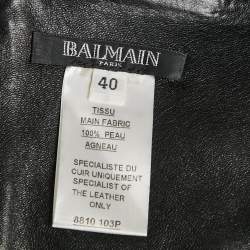 BALMAIN
PARIS
40
TISSU
MAIN FABRIC
100% PEAU
AGNEAU
SPECIALISTE DU
CUIR UNIQUEMENT
SPECIALIST OF
THE LEATHER
ONLY
8810 103P